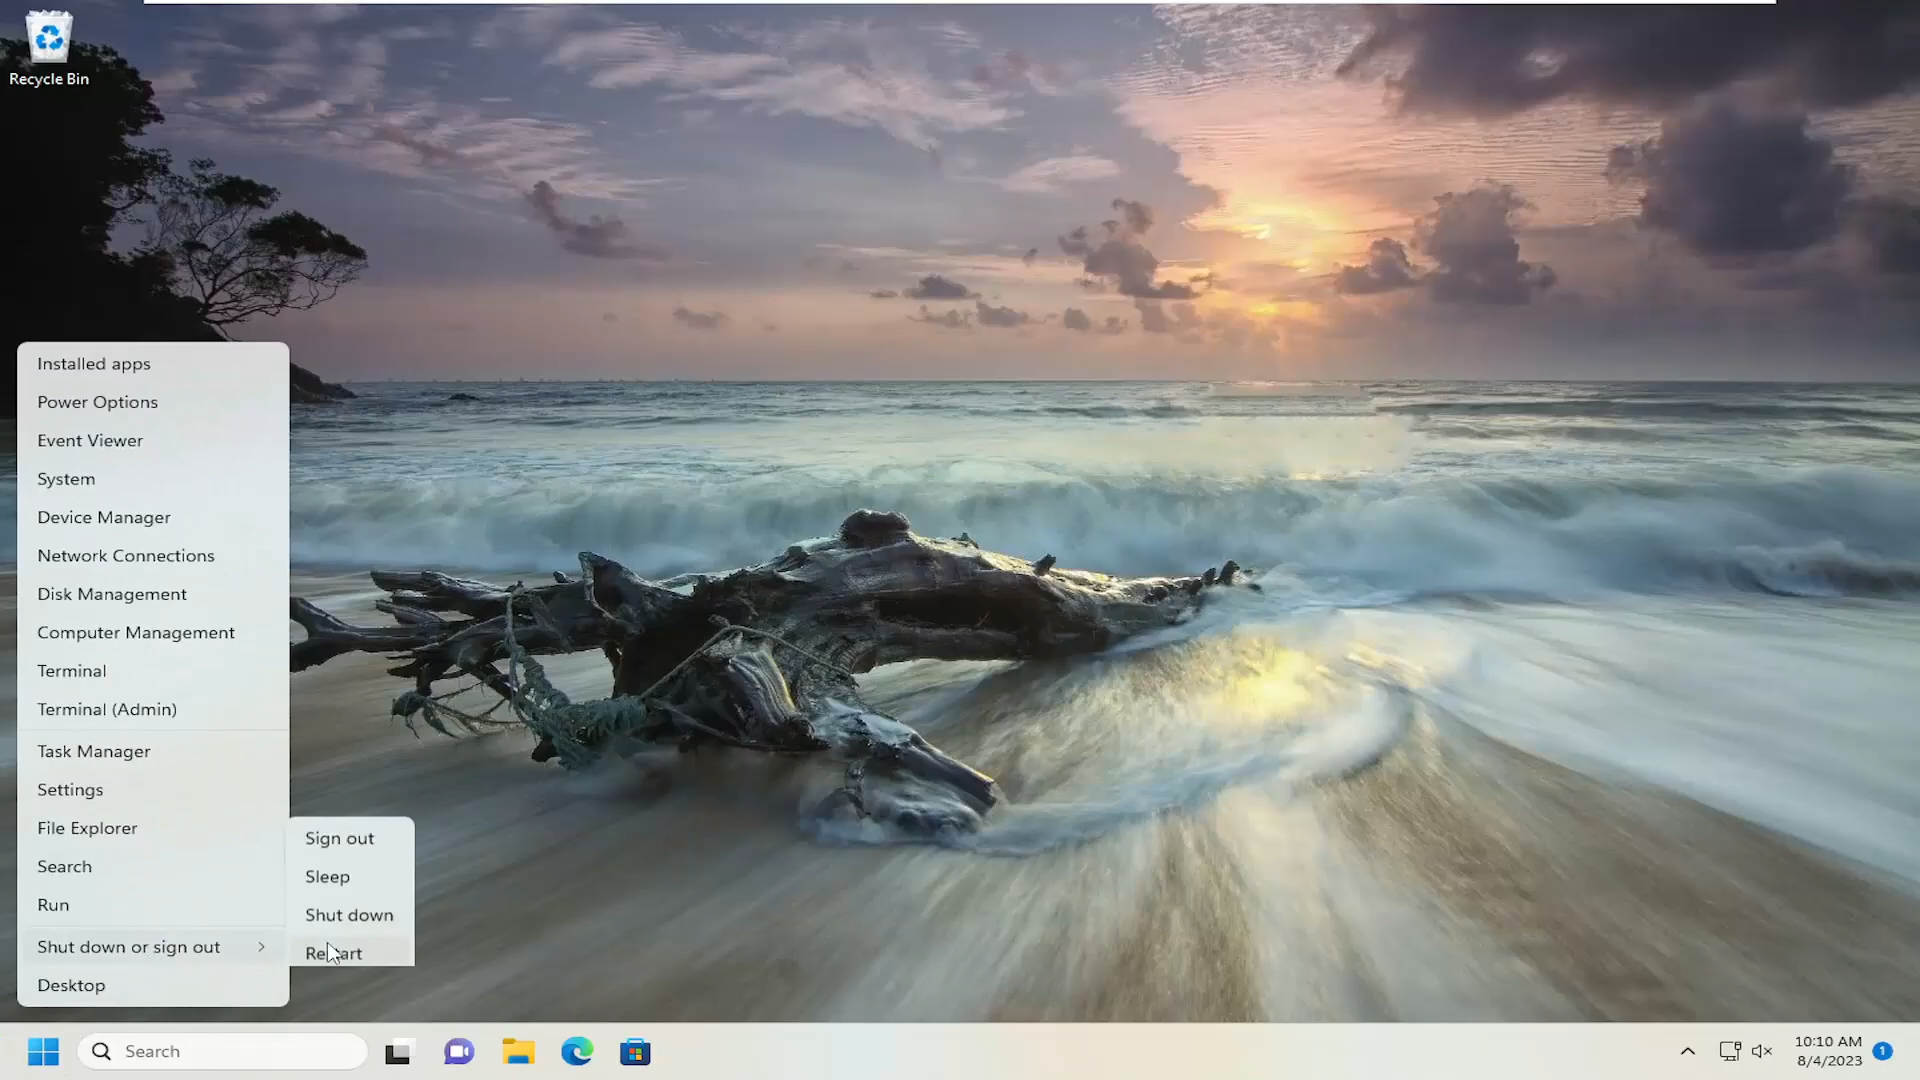 Recycle Bin
Installed apps
Power Options
Event Viewer
System
Device Manager
Network Connections
Disk Management
Computer Management
Terminal
Terminal (Admin)
Task Manager
Settings
File Explorer
Search
Run
Shut down or sign out
Desktop
Sign out
Sleep
Shut down
Restart
Search
10:10 AM
8/4/2023
1